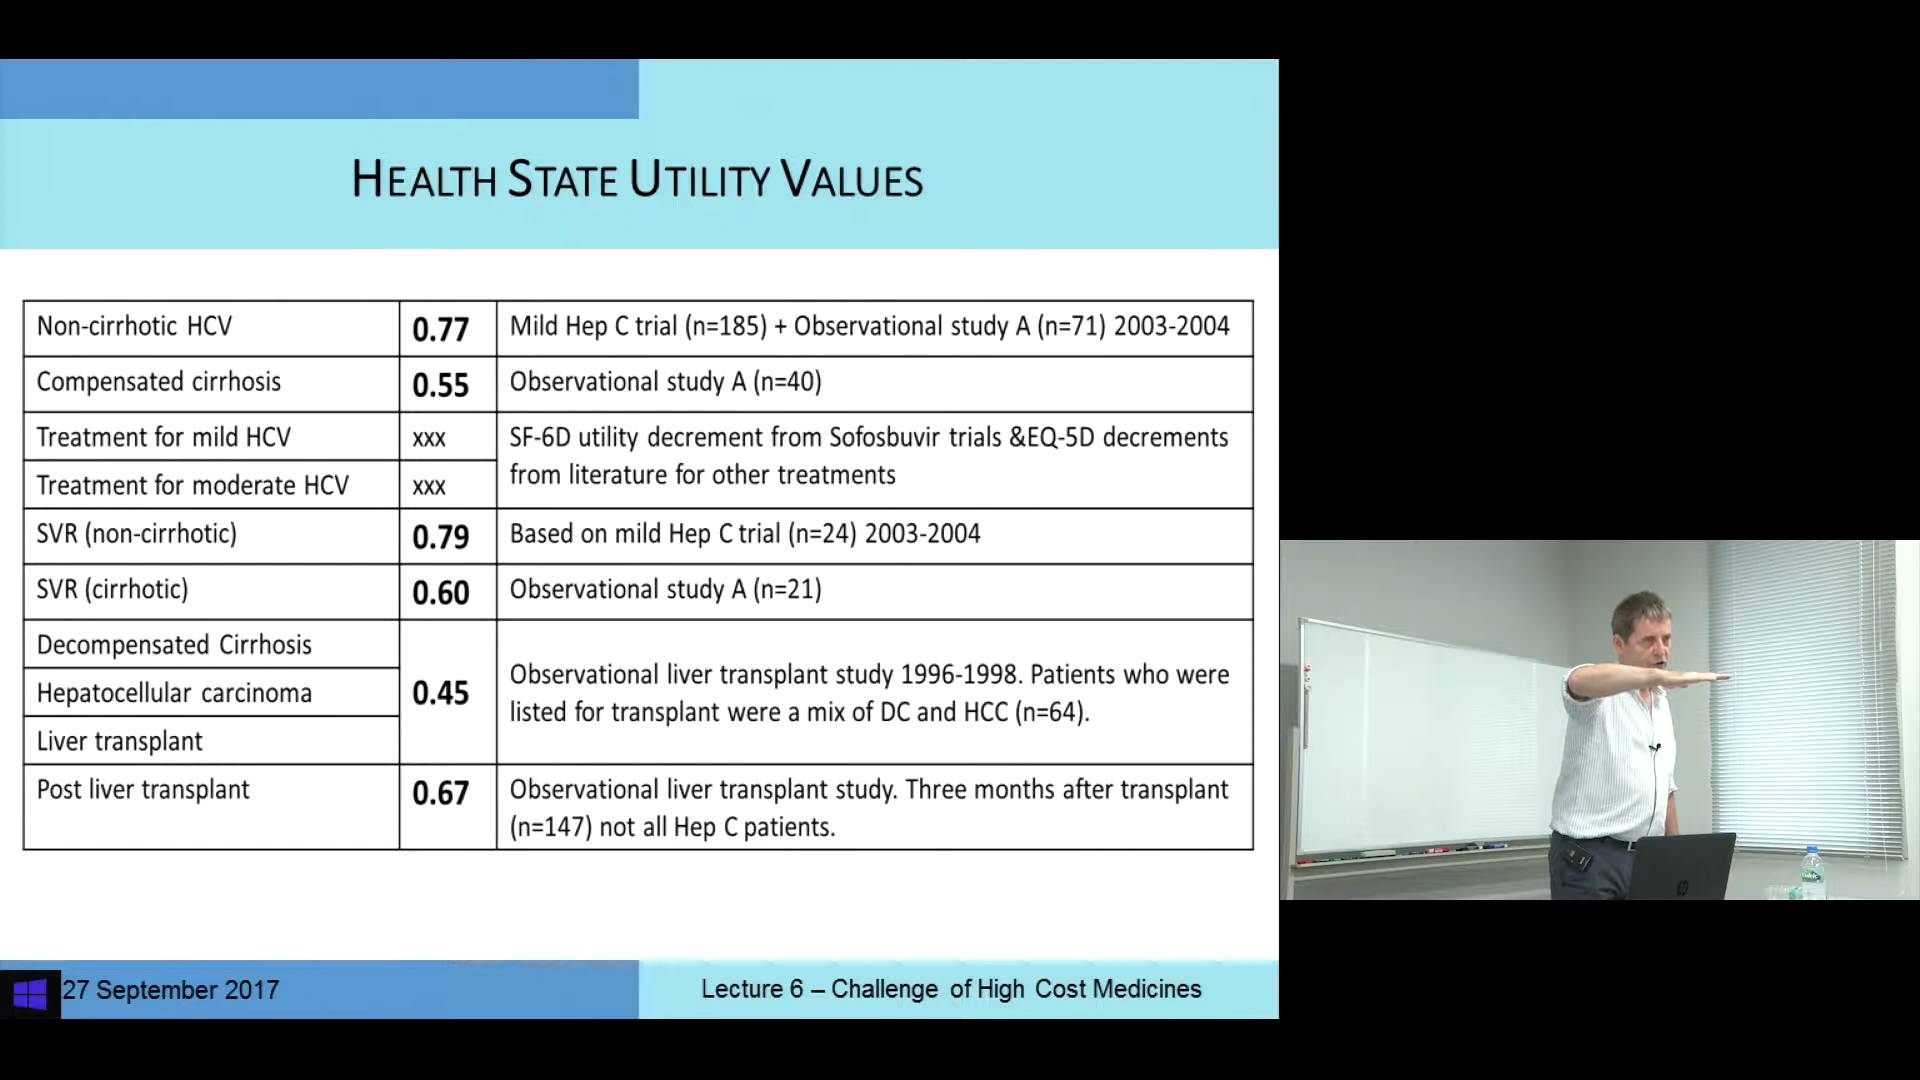 HEALTH STATE UTILITY VALUES
Non-cirrhotic HCV 0.77 Mild Hep C trial (n=185) + Observational study A (n=71) 2003-2004
Compensated cirrhosis 0.55 Observational study A (n=40)
Treatment for mild HCV xxx SF-6D utility decrement from Sofosbuvir trials &EQ-5D decrements
from literature for other treatments
Treatment for moderate HCV xxx
SVR (non-cirrhotic) 0.79 Based on mild Hep C trial (n=24) 2003-2004
SVR (cirrhotic) 0.60 Observational study A (n=21)
Decompensated Cirrhosis
Hepatocellular carcinoma 0.45 Observational liver transplant study 1996-1998. Patients who were
listed for transplant were a mix of DC and HCC (n=64).
Liver transplant
Post liver transplant 0.67 Observational liver transplant study. Three months after transplant
(n=147) not all Hep C patients.
27 September 2017
Lecture 6 – Challenge of High Cost Medicines
hp